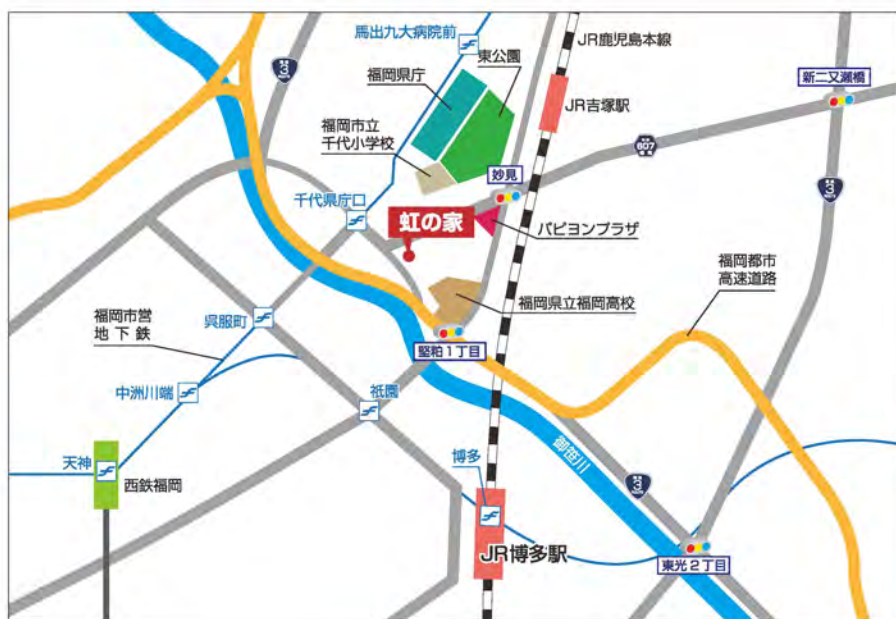 馬出九大病院前
JR鹿児島本線
東公園
福岡県庁
3
新二又瀬橋
JR吉塚駅
福岡市立
千代小学校
607
妙見
3
千代県庁口
虹の家
パピヨンプラザ
福岡都市
高速道路
福岡県立福岡高校
福岡市営
地下鉄
呉服町
堅粕1丁目
中洲川端
祇園
御笠川
天神
西鉄福岡
博多
3
JR博多駅
東光2丁目